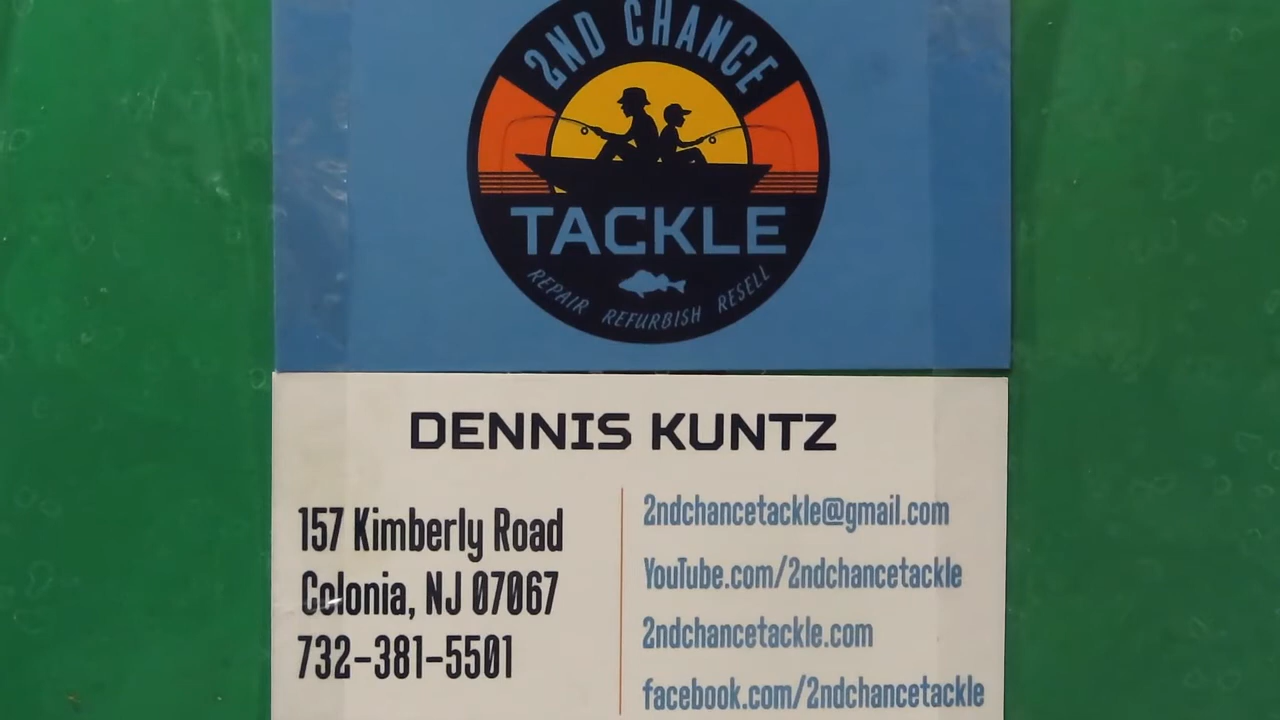 2ND CHANCE
TACKLE
REPAIR REFURBISH RESELL
DENNIS KUNTZ
157 Kimberly Road
Colonia, NJ 07067
732-381-5501
2ndchancetackle@gmail.com
YouTube.com/2ndchancetackle
2ndchancetackle.com
facebook.com/2ndchancetackle